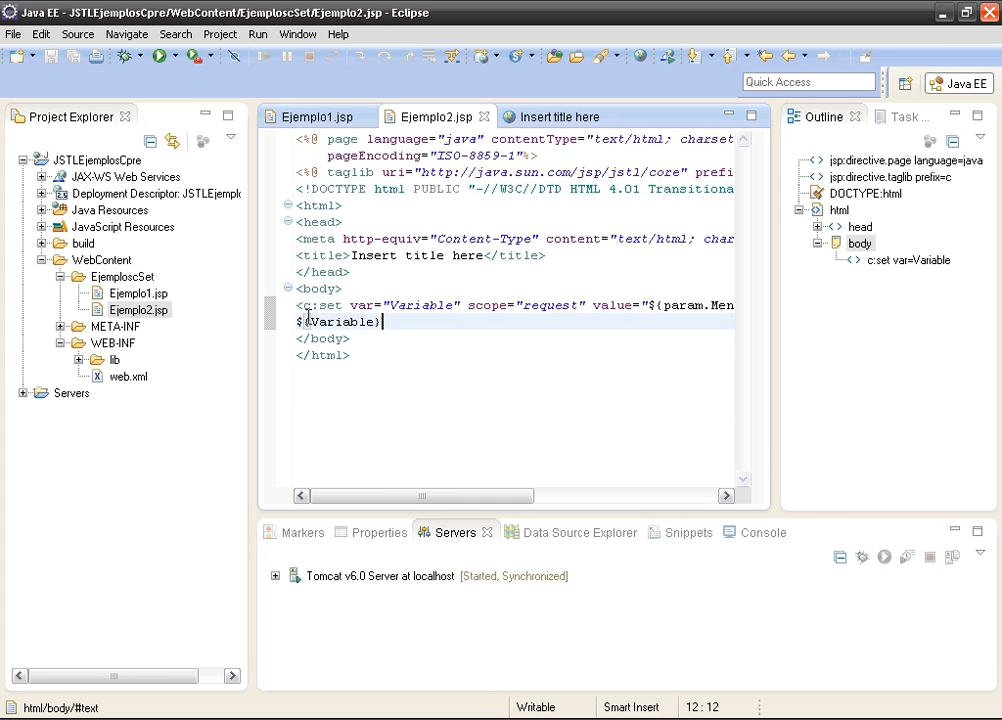 Java EE - JSTLEjemplosCpre/WebContent/EjemploscSet/Ejemplo2.jsp - Eclipse
File Edit Source Navigate Search Project Run Window Help
Quick Access
Java EE
Project Explorer
JSTLEjemplosCpre
JAX-WS Web Services
Deployment Descriptor: JSTLEjempl
Java Resources
JavaScript Resources
build
WebContent
EjemploscSet
Ejemplo1.jsp
Ejemplo2.jsp
META-INF
WEB-INF
lib
web.xml
Servers
Ejemplo1.jsp Ejemplo2.jsp Insert title here
<%@ page language="java" contentType="text/html; charset
pageEncoding="ISO-8859-1"%>
<%@ taglib uri="http://java.sun.com/jsp/jstl/core" prefi
<!DOCTYPE html PUBLIC "-//W3C//DTD HTML 4.01 Transitiona
<html>
<head>
<meta http-equiv="Content-Type" content="text/html; char
<title>Insert title here</title>
</head>
<body>
<c:set var="Variable" scope="request" value="${param.Men
${Variable}
</body>
</html>
Outline Task ...
jsp:directive.page language=java
jsp:directive.taglib prefix=c
DOCTYPE:html
html
head
body
c:set var=Variable
Markers Properties Servers Data Source Explorer Snippets Console
Tomcat v6.0 Server at localhost [Started, Synchronized]
html/body/#text Writable Smart Insert 12 : 12